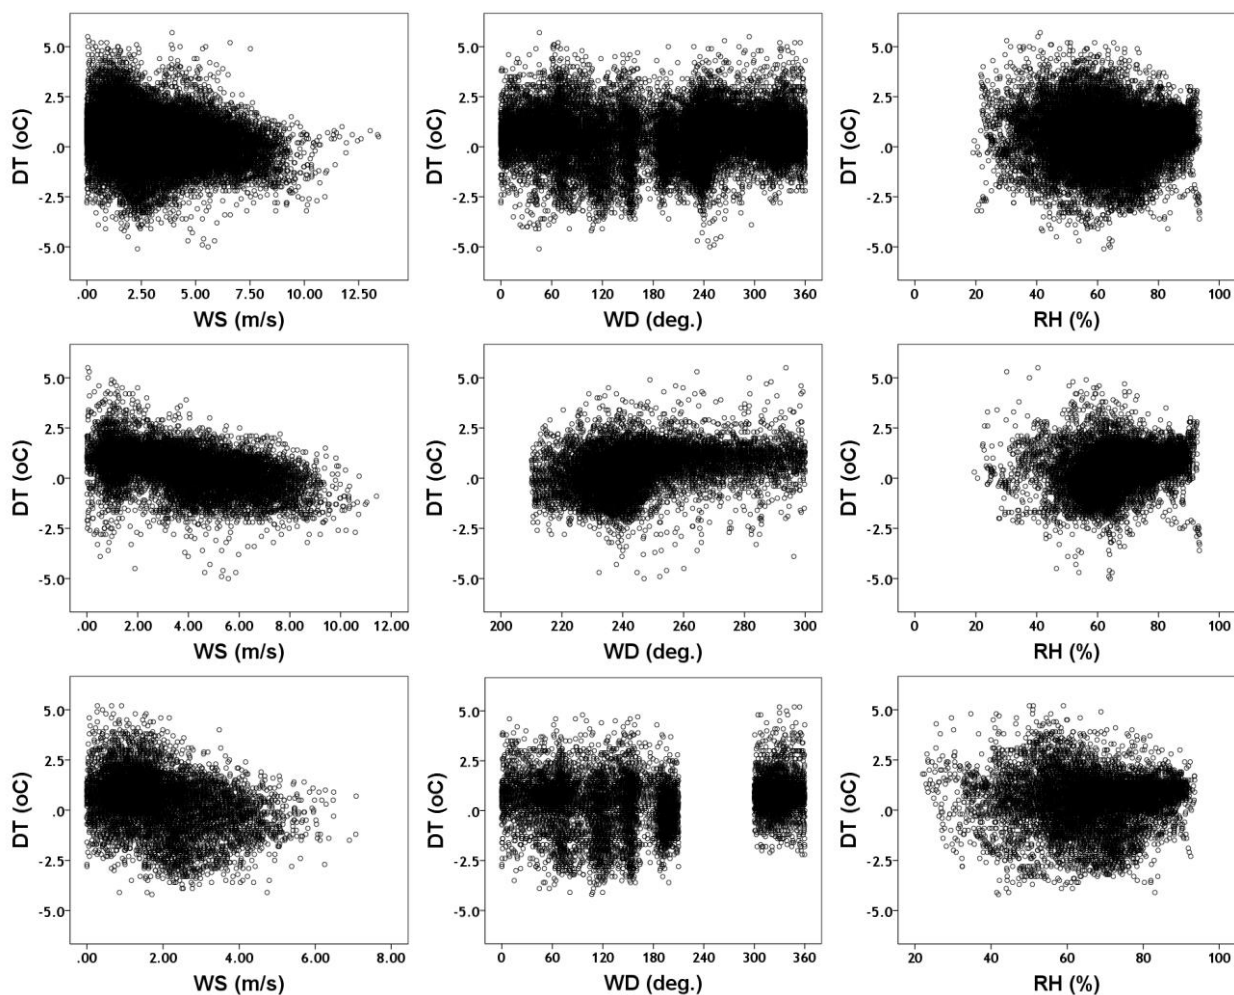 5.0 2.5 .0 -2.5 -5.0
DT (oC)
.00 2.50 5.00 7.50 10.00 12.50
WS (m/s)
5.0 2.5 .0 -2.5 -5.0
DT (oC)
0 60 120 180 240 300 360
WD (deg.)
5.0 2.5 .0 -2.5 -5.0
DT (oC)
0 20 40 60 80 100
RH (%)
5.0 2.5 .0 -2.5 -5.0
DT (oC)
.00 2.00 4.00 6.00 8.00 10.00 12.00
WS (m/s)
5.0 2.5 .0 -2.5 -5.0
DT (oC)
200 220 240 260 280 300
WD (deg.)
5.0 2.5 .0 -2.5 -5.0
DT (oC)
0 20 40 60 80 100
RH (%)
5.0 2.5 .0 -2.5 -5.0
DT (oC)
.00 2.00 4.00 6.00 8.00
WS (m/s)
5.0 2.5 .0 -2.5 -5.0
DT (oC)
0 60 120 180 240 300 360
WD (deg.)
5.0 2.5 .0 -2.5 -5.0
DT (oC)
20 40 60 80 100
RH (%)